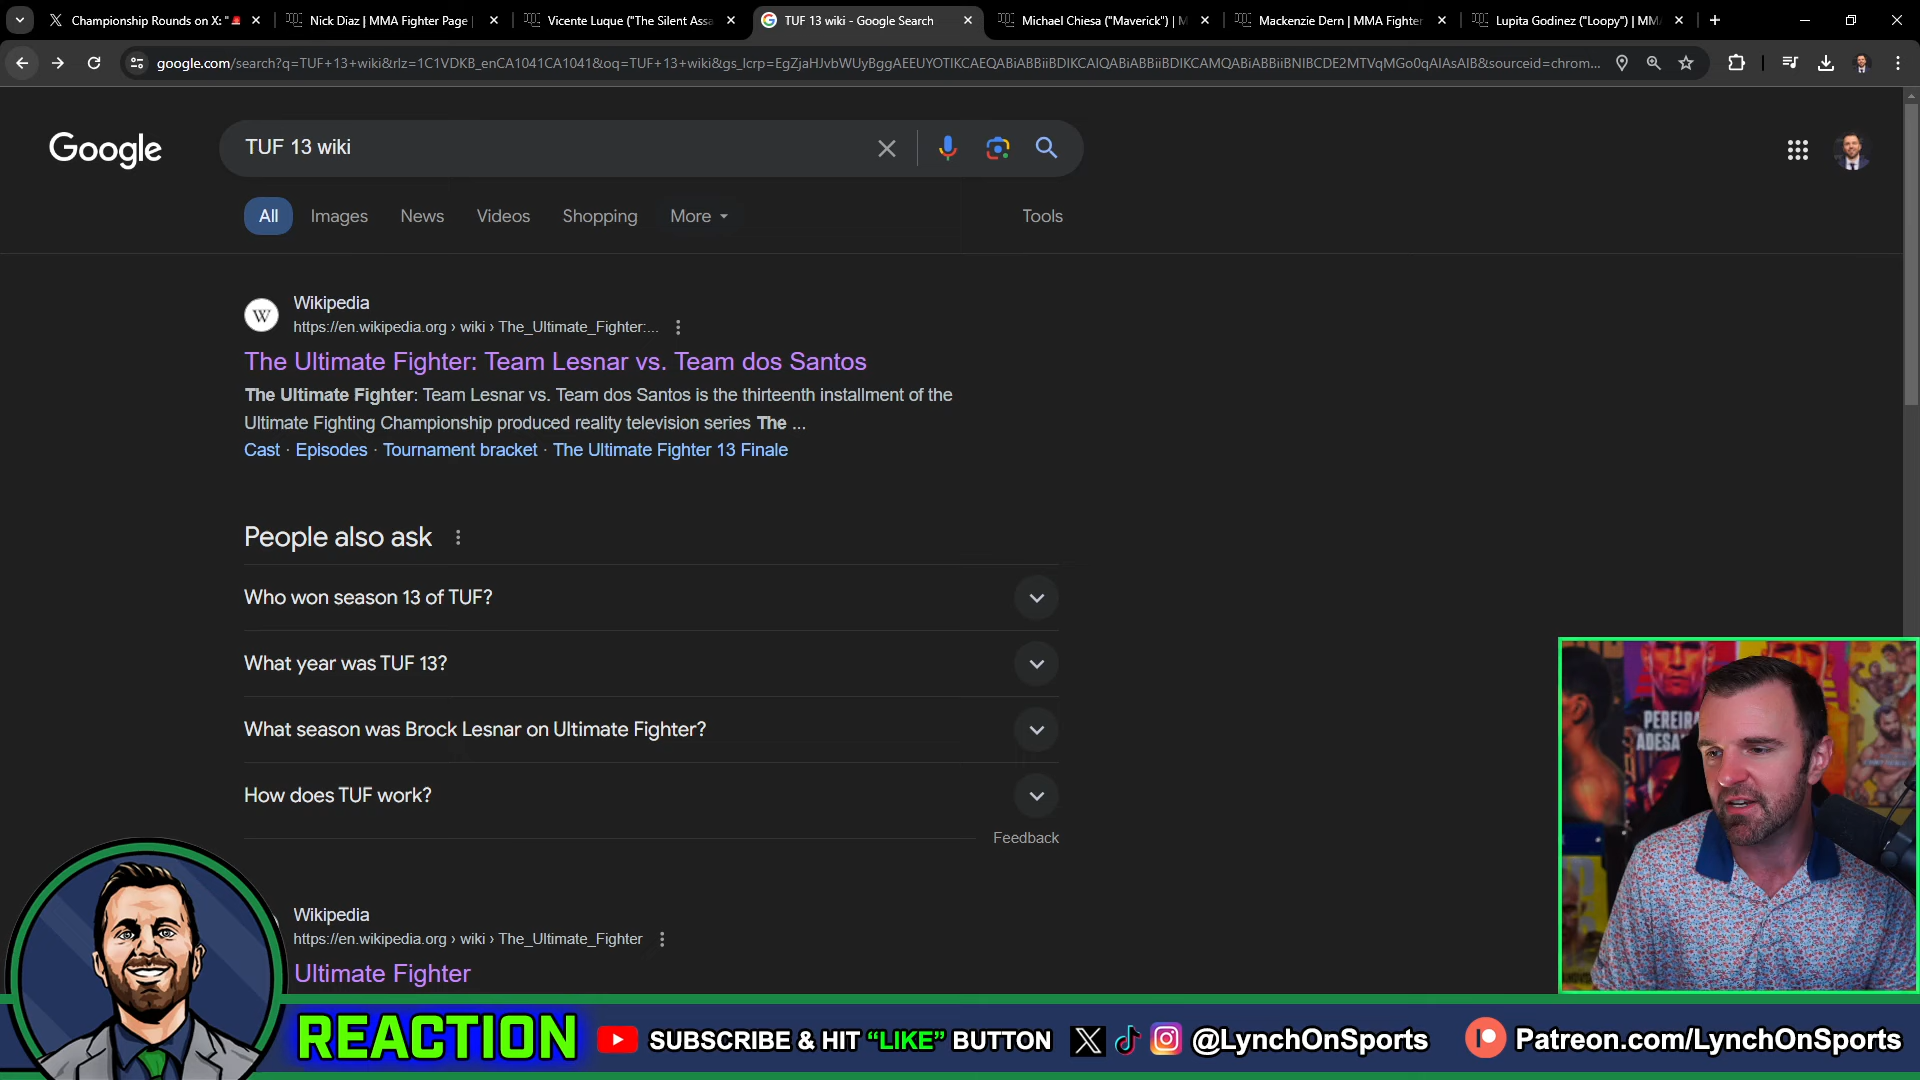 Championship Rounds on X: "
Nick Diaz | MMA Fighter Page |
Vicente Luque ("The Silent Assa
TUF 13 wiki - Google Search
Michael Chiesa ("Maverick") | M
Mackenzie Dern | MMA Fighter
Lupita Godinez ("Loopy") | MMA
google.com/search?q=TUF+13+wiki&rlz=1C1VDKB_enCA1041CA1041&oq=TUF+13+wiki&gs_lcrp=EgZjaHJvbWUyBggAEEUYOTIKCAEQABiABBiiBDIKCAIQABiABBiiBDIKCAMQABiABBiiBNIBCDE2MTVqMGo0qAIAsAIB&sourceid=chrom...
Google
TUF 13 wiki
All Images News Videos Shopping More Tools
W
Wikipedia
https://en.wikipedia.org › wiki › The_Ultimate_Fighter:...
The Ultimate Fighter: Team Lesnar vs. Team dos Santos
The Ultimate Fighter: Team Lesnar vs. Team dos Santos is the thirteenth installment of the
Ultimate Fighting Championship produced reality television series The ...
Cast · Episodes · Tournament bracket · The Ultimate Fighter 13 Finale
People also ask
Who won season 13 of TUF?
What year was TUF 13?
What season was Brock Lesnar on Ultimate Fighter?
How does TUF work?
Feedback
Wikipedia
https://en.wikipedia.org › wiki › The_Ultimate_Fighter
Ultimate Fighter
PEREIRA
ADESA
REACTION
SUBSCRIBE & HIT “LIKE” BUTTON
@LynchOnSports
Patreon.com/LynchOnSports